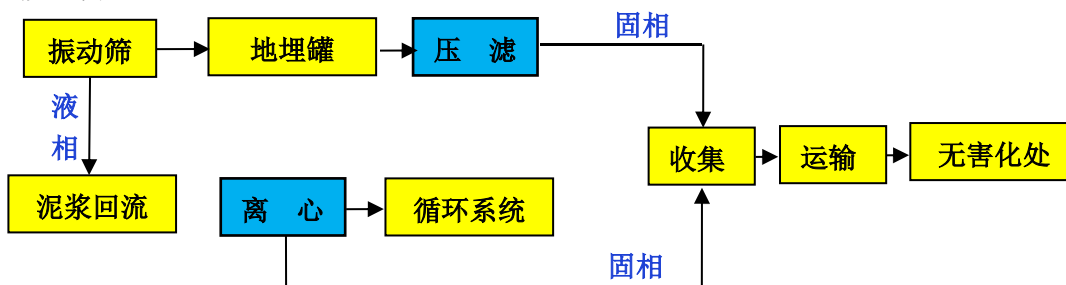 固相
振动筛
地埋罐
压 滤
液
相
收集
运输
无害化处
泥浆回流
离 心
循环系统
固相